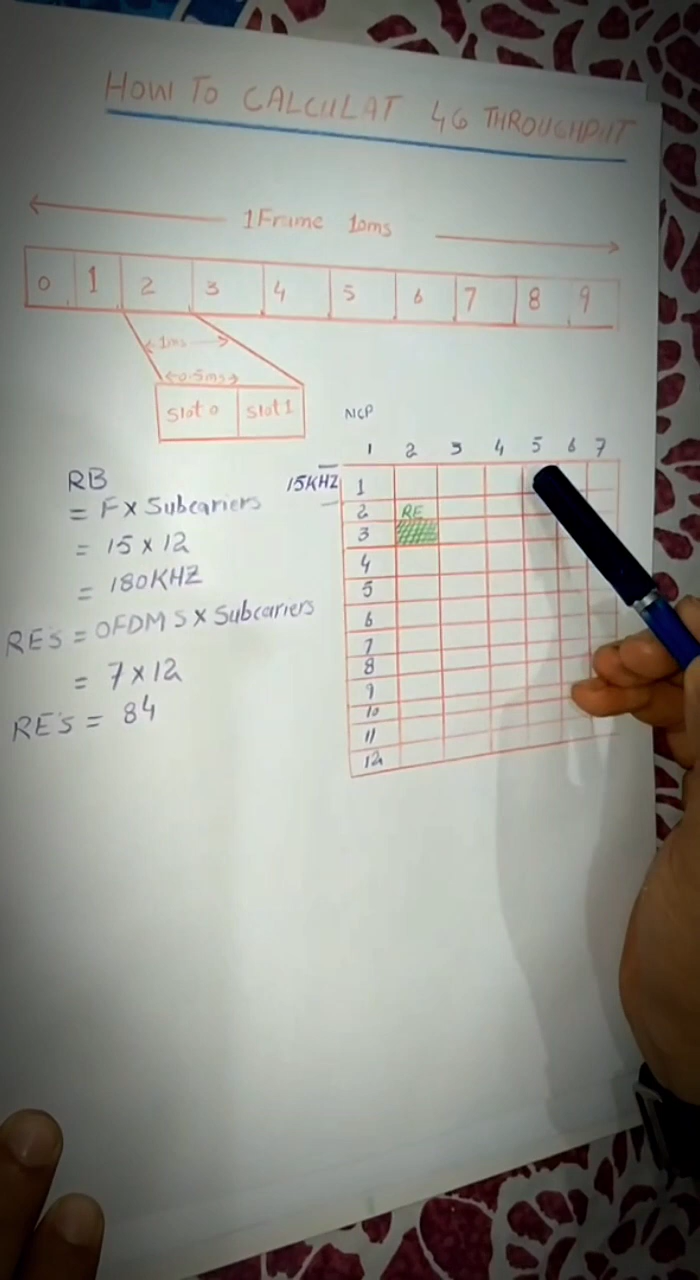 HOW TO CALCULAT 4G THROUGHPUT
1Frame 10ms
0 1 2 3 4 5 6 7 8 9
1ms
0.5ms
Slot 0 Slot 1
NCP
1 2 3 4 5 6 7
15KHZ
1
2 RE
3
4
5
6
7
8
9
10
11
12
RB
= F x Subcariers
= 15 x 12
= 180KHZ
RES = OFDM S x Subcariers
= 7 x 12
RE'S = 84